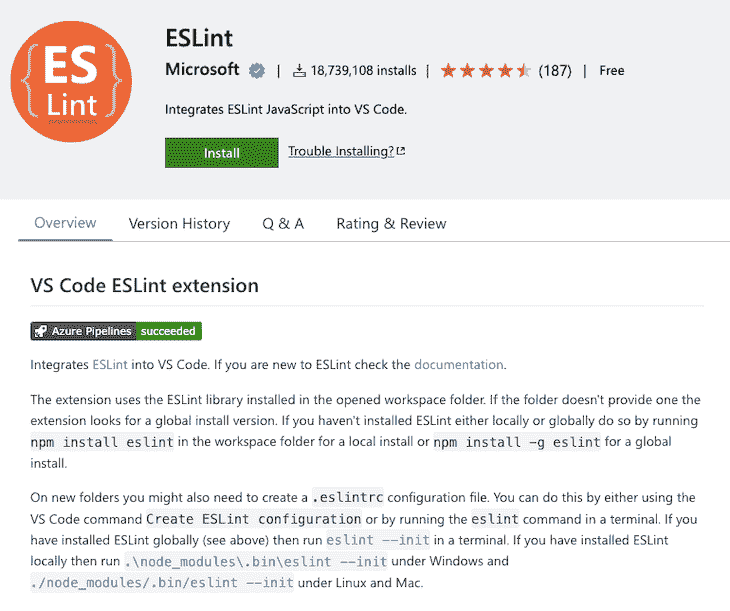 ES
Lint
ESLint
Microsoft | 18,739,108 installs | (187) | Free
Integrates ESLint JavaScript into VS Code.
Install Trouble Installing?
Overview Version History Q & A Rating & Review
VS Code ESLint extension
Azure Pipelines succeeded
Integrates ESLint into VS Code. If you are new to ESLint check the documentation.
The extension uses the ESLint library installed in the opened workspace folder. If the folder doesn't provide one the
extension looks for a global install version. If you haven't installed ESLint either locally or globally do so by running
npm install eslint in the workspace folder for a local install or npm install -g eslint for a global
install.
On new folders you might also need to create a .eslintrc configuration file. You can do this by either using the
VS Code command Create ESLint configuration or by running the eslint command in a terminal. If you
have installed ESLint globally (see above) then run eslint --init in a terminal. If you have installed ESLint
locally then run .\node_modules\.bin\eslint --init under Windows and
./node_modules/.bin/eslint --init under Linux and Mac.